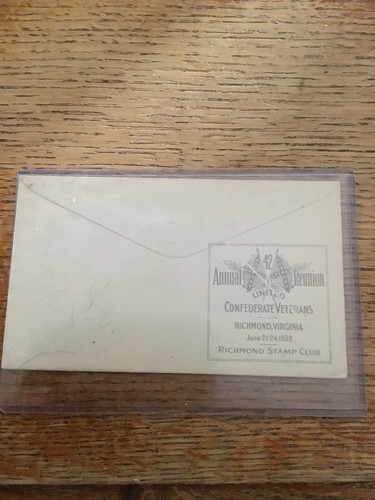 42
Annual Reunion
UNITED
CONFEDERATE VETERANS
RICHMOND, VIRGINIA
June 21-24, 1932
RICHMOND STAMP CLUB